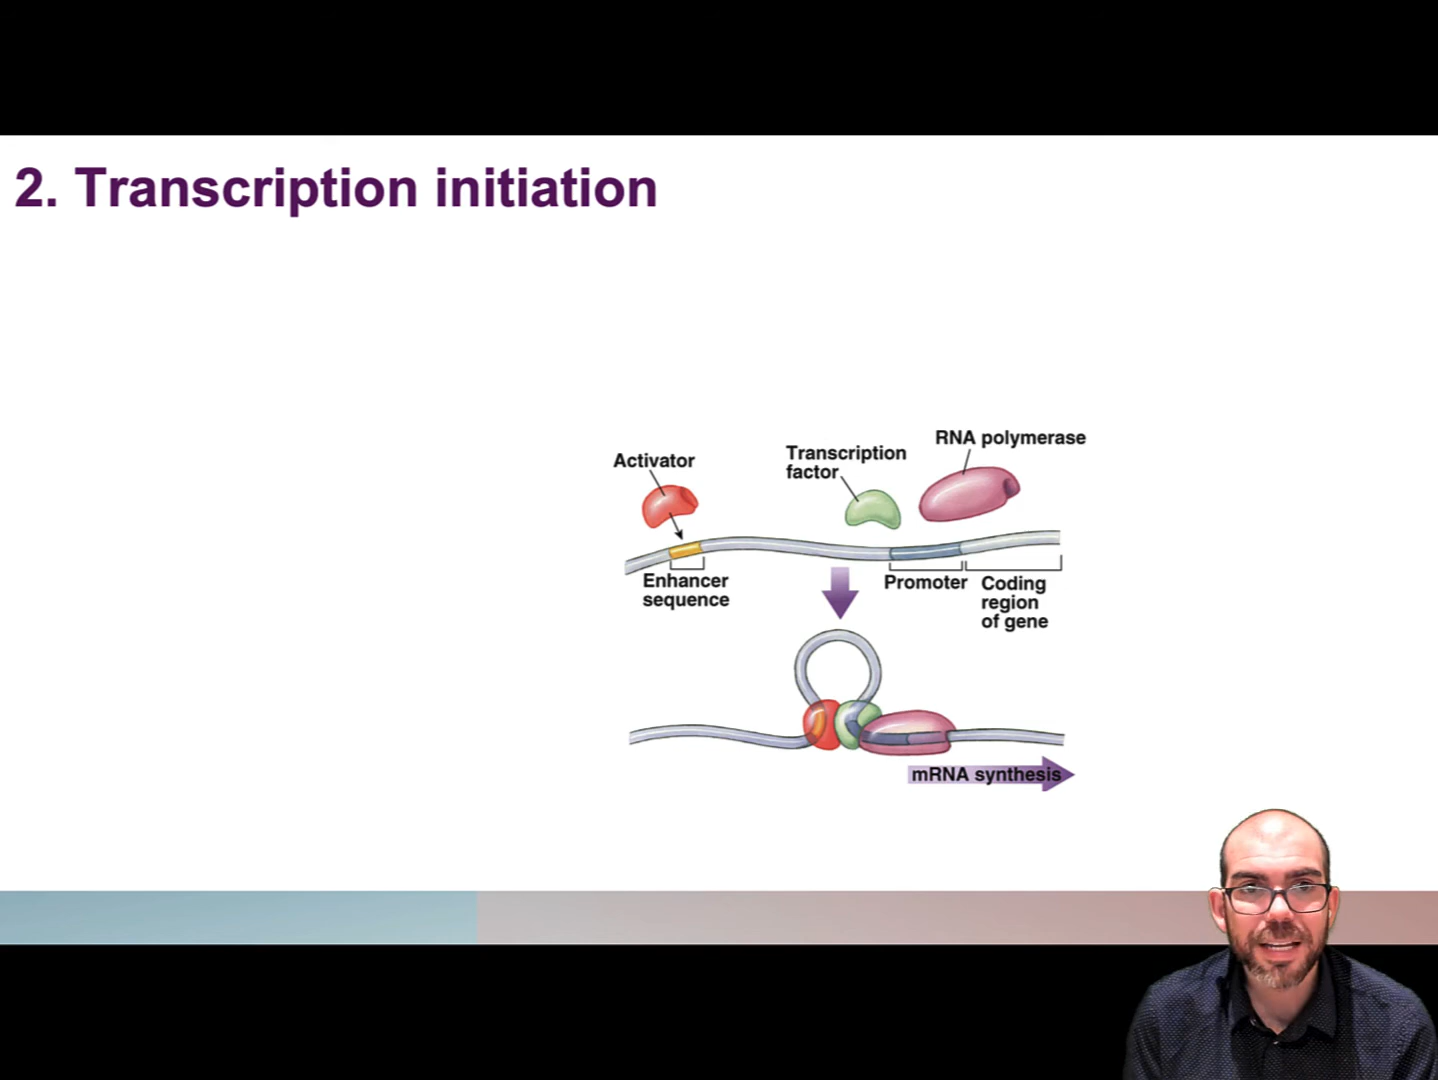 2. Transcription initiation
RNA polymerase
Activator
Transcription
factor
Enhancer
sequence
Promoter
Coding
region
of gene
mRNA synthesis